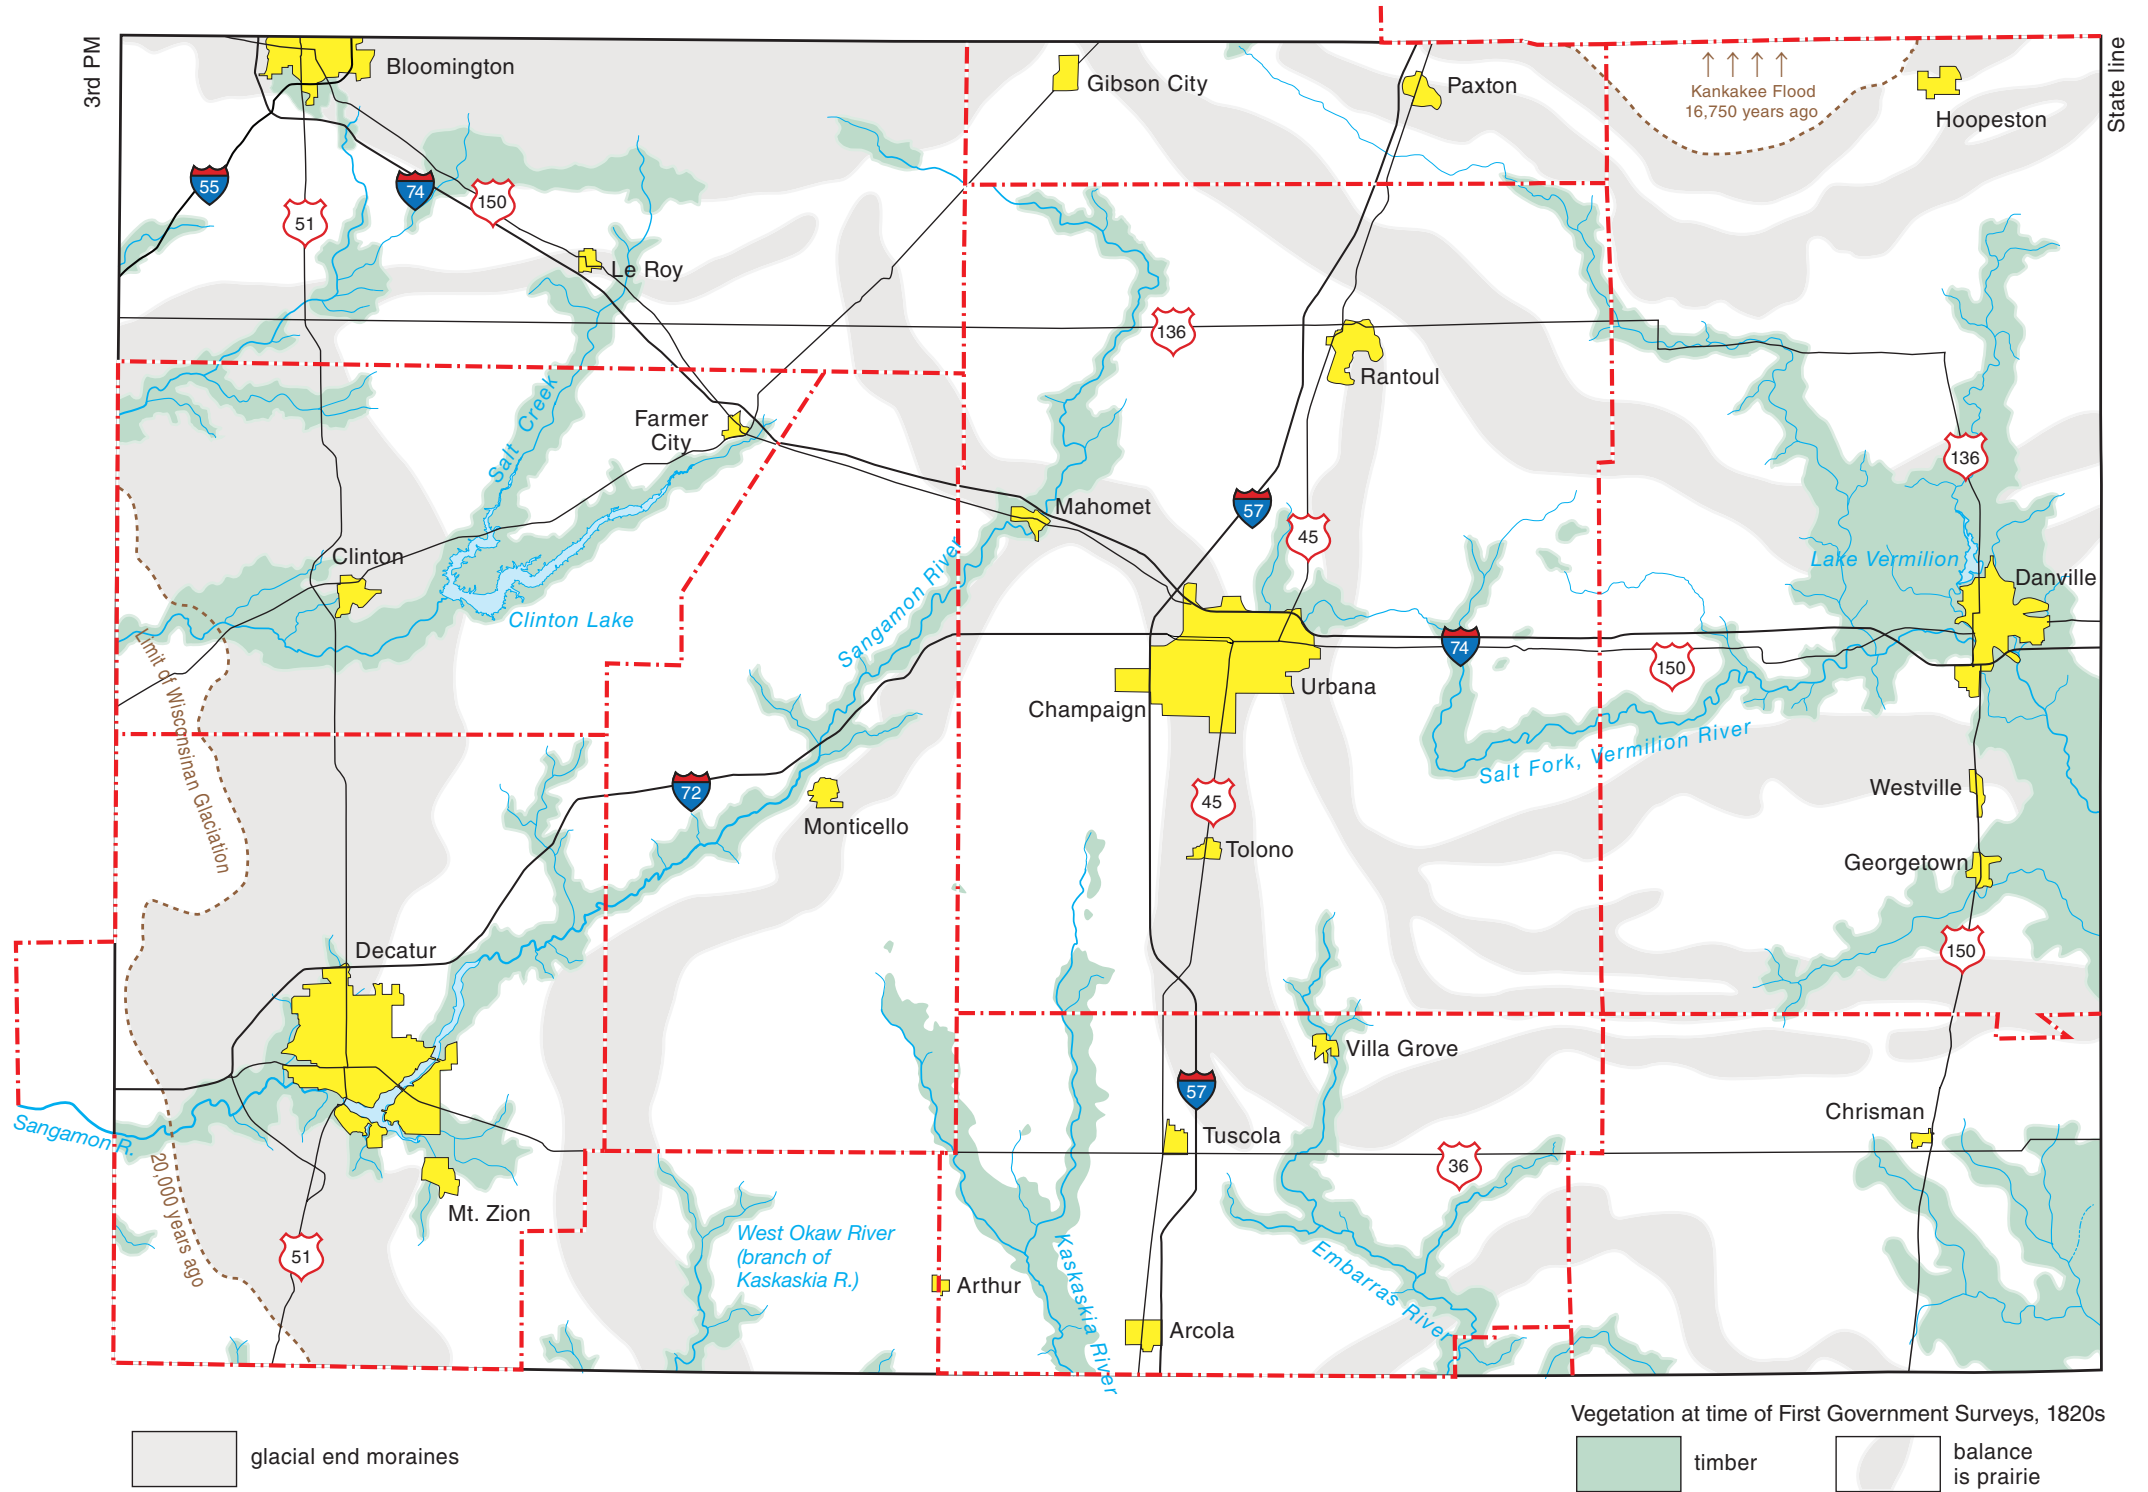 3rd PM
State line
Bloomington
Gibson City
Paxton
Kankakee Flood
16,750 years ago
Hoopeston
55
74
150
51
Le Roy
136
Rantoul
Salt Creek
Farmer
City
136
Mahomet
57
45
Clinton
Lake Vermilion
Danville
Clinton Lake
Sangamon River
74
150
Urbana
Champaign
Limit of Wisconsinan Glaciation
Salt Fork, Vermilion River
72
Westville
45
Monticello
Tolono
Georgetown
Decatur
150
Villa Grove
57
Chrisman
Sangamon R.
Tuscola
36
20,000 years ago
Mt. Zion
West Okaw River
(branch of
Kaskaskia R.)
51
Arthur
Kaskaskia River
Embarras River
Arcola
Vegetation at time of First Government Surveys, 1820s
glacial end moraines
timber
balance
is prairie